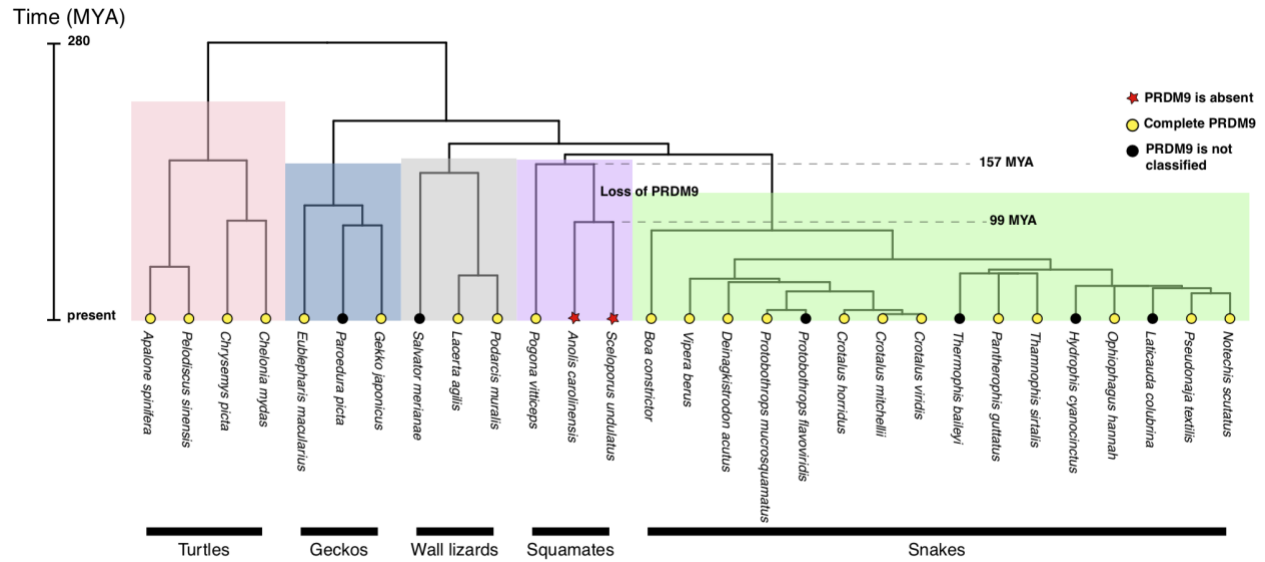 Time (MYA)
280
present
PRDM9 is absent
Complete PRDM9
PRDM9 is not
classified
157 MYA
Loss of PRDM9
99 MYA
Apalone spinifera
Pelodiscus sinensis
Chrysemys picta
Chelonia mydas
Eublepharis macularius
Paroedura picta
Gekko japonicus
Salvator merianae
Lacerta agilis
Podarcis muralis
Pogona vitticeps
Anolis carolinensis
Sceloporus undulatus
Boa constrictor
Vipera berus
Deinagkistrodon acutus
Protobothrops mucrosquamatus
Protobothrops flavoviridis
Crotalus horridus
Crotalus mitchellii
Crotalus viridis
Thermophis baileyi
Pantherophis guttatus
Thamnophis sirtalis
Hydrophis cyanocinctus
Ophiophagus hannah
Laticauda colubrina
Pseudonaja textilis
Notechis scutatus
Turtles
Geckos
Wall lizards
Squamates
Snakes